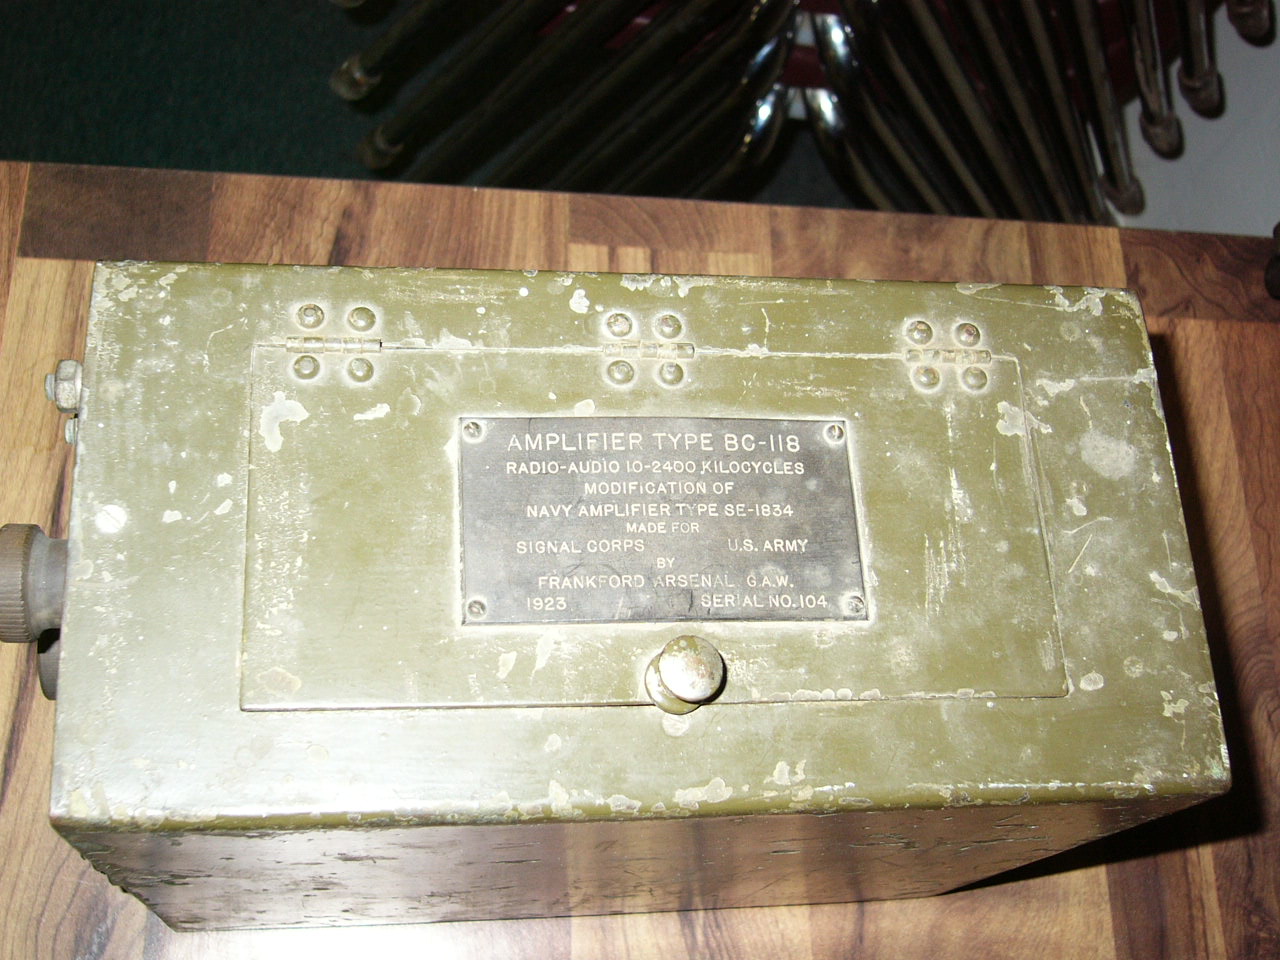 AMPLIFIER TYPE BC-118
RADIO-AUDIO 10-2400 KILOCYCLES
MODIFICATION OF
NAVY AMPLIFIER TYPE SE-1834
MADE FOR
SIGNAL CORPS U.S. ARMY
BY
FRANKFORD ARSENAL G.A.W.
1923 SERIAL NO. 104